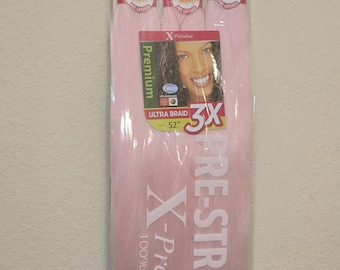 X-Pression
Premium
ULTRA BRAID
3X
52"
PRE-STR
X-Pre
100%